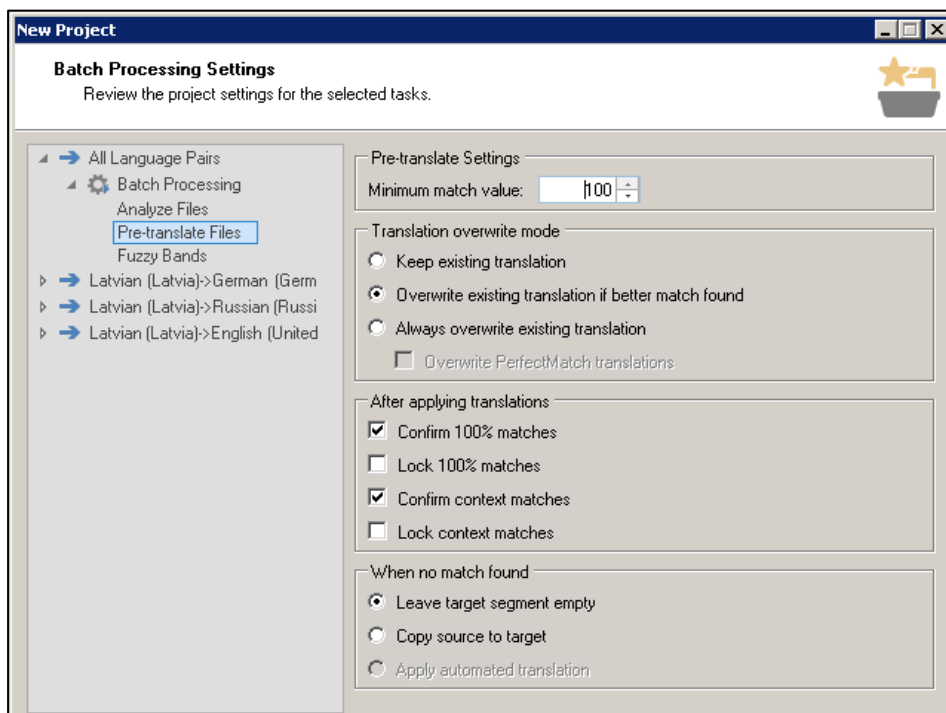 New Project
Batch Processing Settings
Review the project settings for the selected tasks.
All Language Pairs
Batch Processing
Analyze Files
Pre-translate Files
Fuzzy Bands
Latvian (Latvia)->German (Germ
Latvian (Latvia)->Russian (Russi
Latvian (Latvia)->English (United
Pre-translate Settings
Minimum match value: 100
Translation overwrite mode
Keep existing translation
Overwrite existing translation if better match found
Always overwrite existing translation
Overwrite PerfectMatch translations
After applying translations
Confirm 100% matches
Lock 100% matches
Confirm context matches
Lock context matches
When no match found
Leave target segment empty
Copy source to target
Apply automated translation